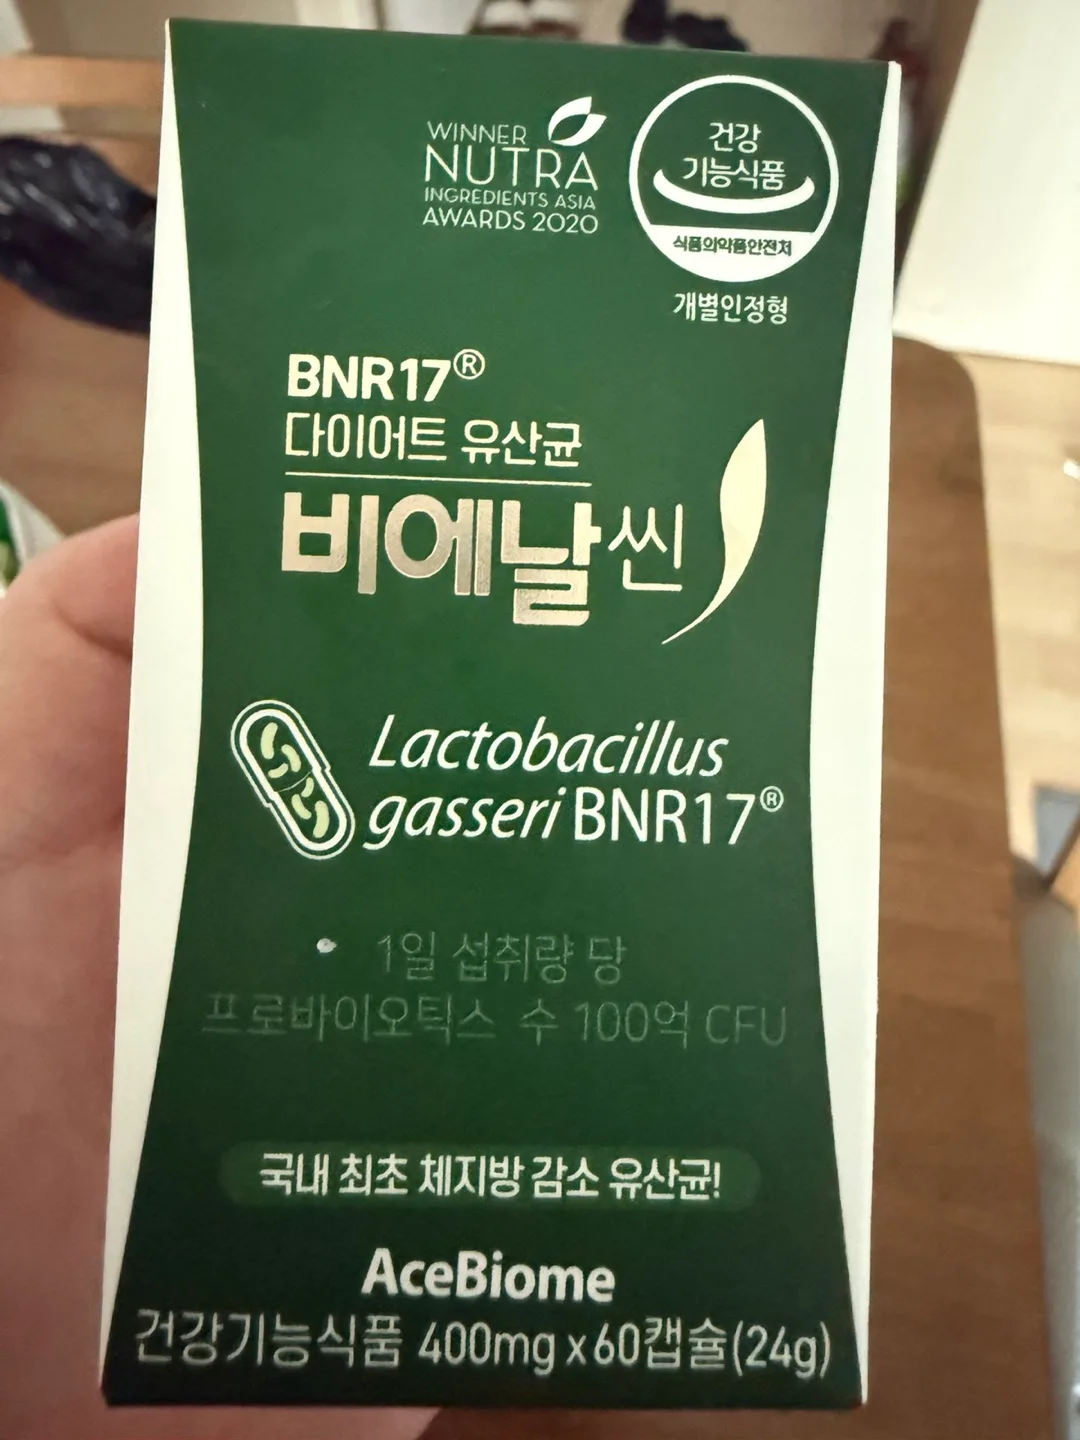 WINNER
NUTRA
INGREDIENTS ASIA
AWARDS 2020
건강
기능식품
식품의약품안전처
개별인정형
BNR17®
다이어트 유산균
비에날씬
Lactobacillus
gasseri BNR17®
1일 섭취량 당
프로바이오틱스 수 100억 CFU
국내 최초 체지방 감소 유산균!
AceBiome
건강기능식품 400mg x 60캡슐(24g)